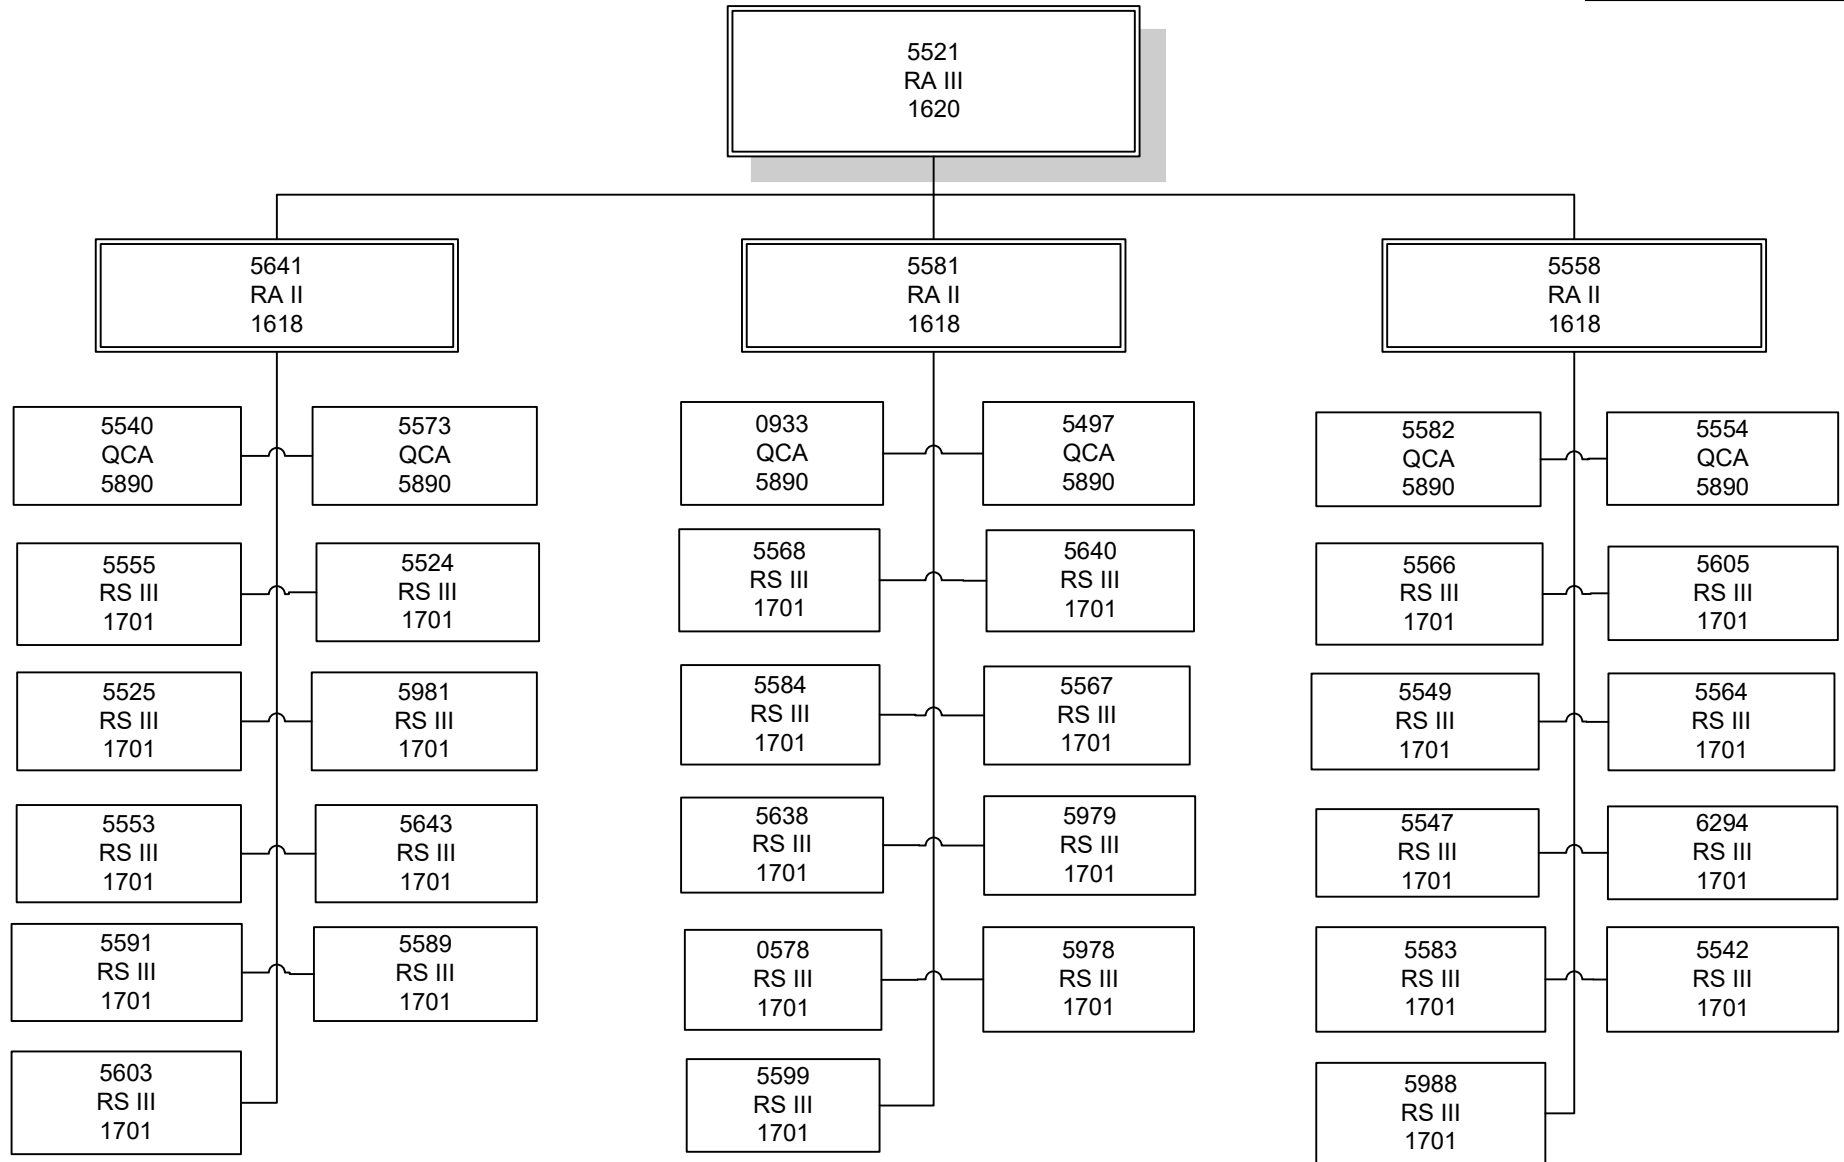 5521
RA III
1620
5641
RA II
1618
5581
RA II
1618
5558
RA II
1618
5540
QCA
5890
5573
QCA
5890
0933
QCA
5890
5497
QCA
5890
5582
QCA
5890
5554
QCA
5890
5555
RS III
1701
5524
RS III
1701
5568
RS III
1701
5640
RS III
1701
5566
RS III
1701
5605
RS III
1701
5525
RS III
1701
5981
RS III
1701
5584
RS III
1701
5567
RS III
1701
5549
RS III
1701
5564
RS III
1701
5553
RS III
1701
5643
RS III
1701
5638
RS III
1701
5979
RS III
1701
5547
RS III
1701
6294
RS III
1701
5591
RS III
1701
5589
RS III
1701
0578
RS III
1701
5978
RS III
1701
5583
RS III
1701
5542
RS III
1701
5603
RS III
1701
5599
RS III
1701
5988
RS III
1701